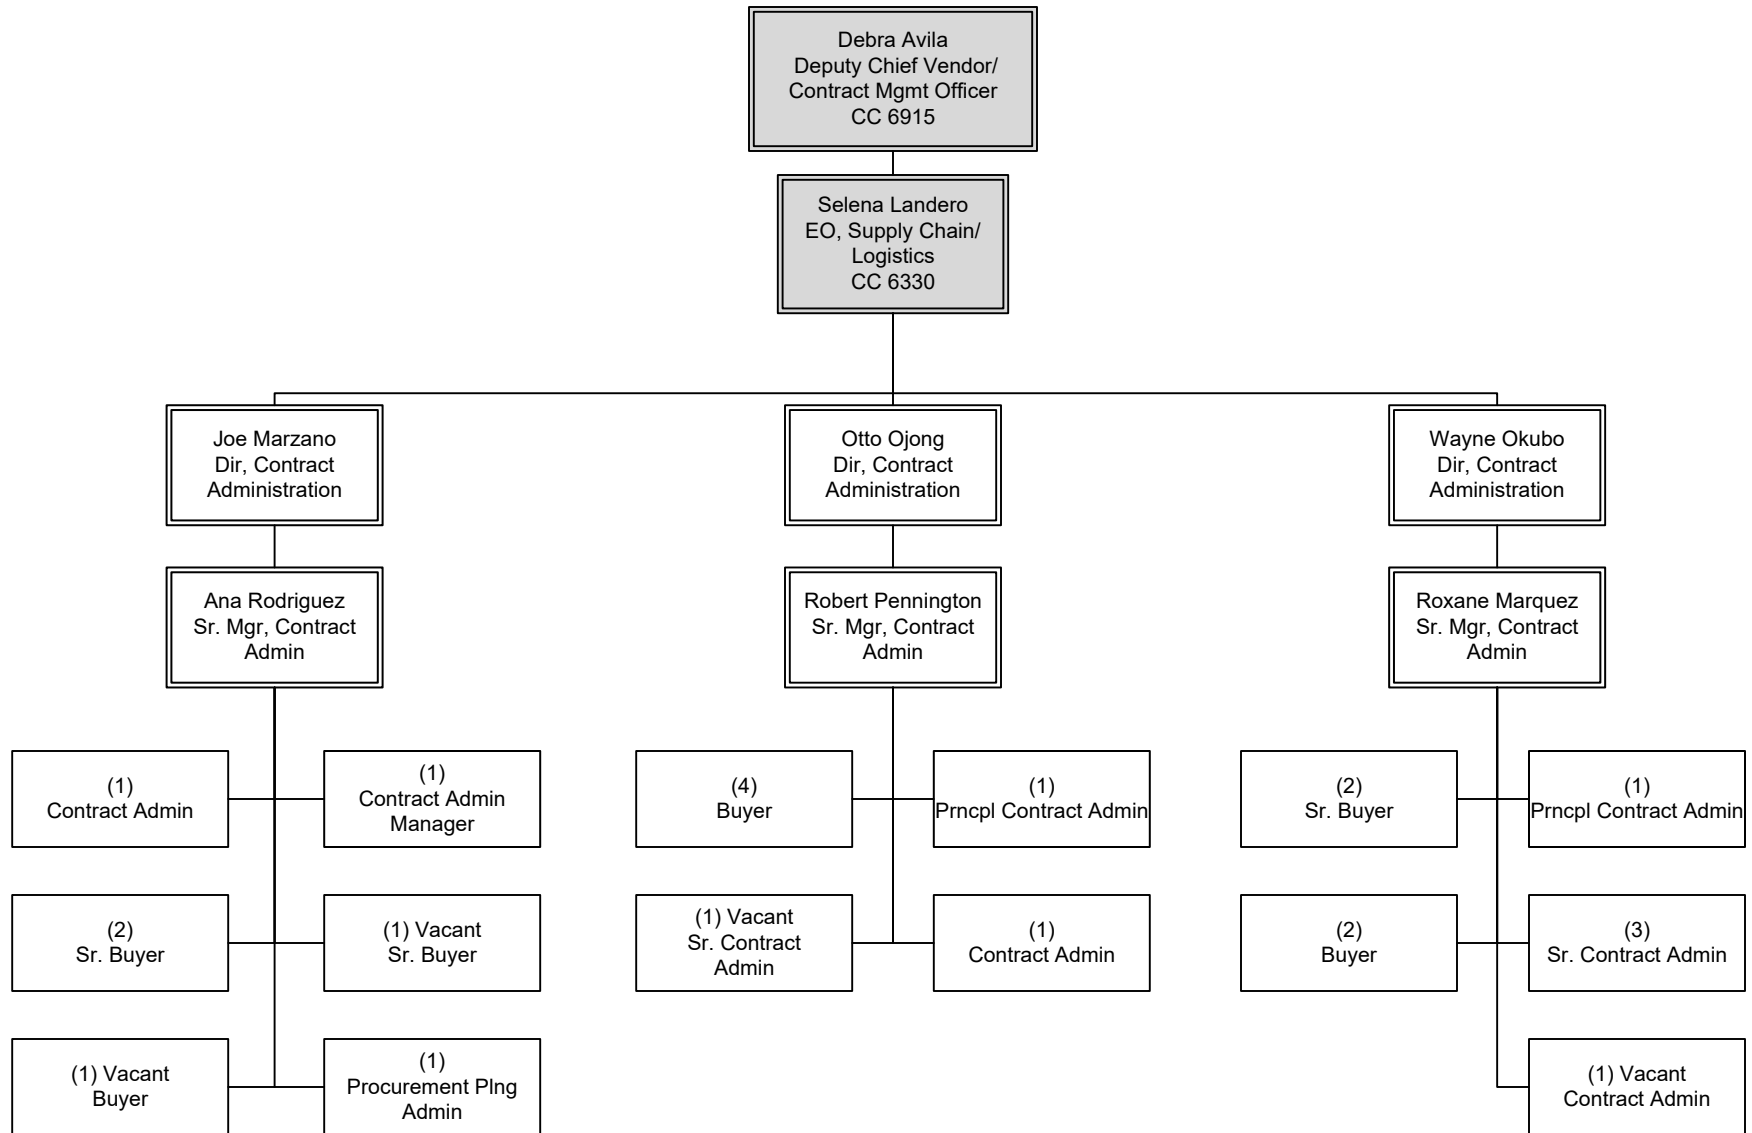 Debra Avila
Deputy Chief Vendor/
Contract Mgmt Officer
CC 6915
Selena Landero
EO, Supply Chain/
Logistics
CC 6330
Joe Marzano
Dir, Contract
Administration
Otto Ojong
Dir, Contract
Administration
Wayne Okubo
Dir, Contract
Administration
Ana Rodriguez
Sr. Mgr, Contract
Admin
Robert Pennington
Sr. Mgr, Contract
Admin
Roxane Marquez
Sr. Mgr, Contract
Admin
(1)
Contract Admin
(1)
Contract Admin
Manager
(4)
Buyer
(1)
Prncpl Contract Admin
(2)
Sr. Buyer
(1)
Prncpl Contract Admin
(2)
Sr. Buyer
(1) Vacant
Sr. Buyer
(1) Vacant
Sr. Contract
Admin
(1)
Contract Admin
(2)
Buyer
(3)
Sr. Contract Admin
(1) Vacant
Buyer
(1)
Procurement Plng
Admin
(1) Vacant
Contract Admin